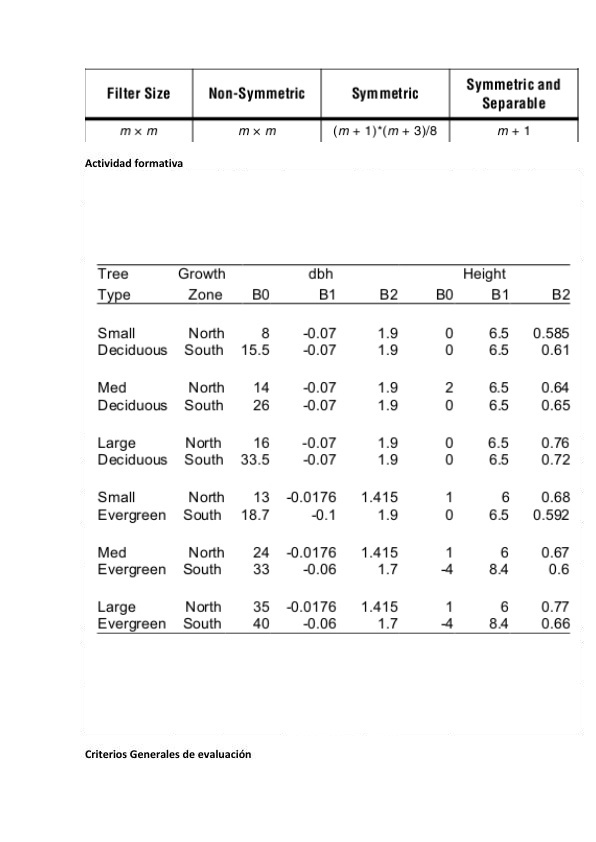 Filter Size Non-Symmetric Symmetric Symmetric and Separable
m × m m × m (m + 1)*(m + 3)/8 m + 1
Actividad formativa
Tree Growth dbh Height
Type Zone B0 B1 B2 B0 B1 B2
Small North 8 -0.07 1.9 0 6.5 0.585
Deciduous South 15.5 -0.07 1.9 0 6.5 0.61
Med North 14 -0.07 1.9 2 6.5 0.64
Deciduous South 26 -0.07 1.9 0 6.5 0.65
Large North 16 -0.07 1.9 0 6.5 0.76
Deciduous South 33.5 -0.07 1.9 0 6.5 0.72
Small North 13 -0.0176 1.415 1 6 0.68
Evergreen South 18.7 -0.1 1.9 0 6.5 0.592
Med North 24 -0.0176 1.415 1 6 0.67
Evergreen South 33 -0.06 1.7 -4 8.4 0.6
Large North 35 -0.0176 1.415 1 6 0.77
Evergreen South 40 -0.06 1.7 -4 8.4 0.66
Criterios Generales de evaluación